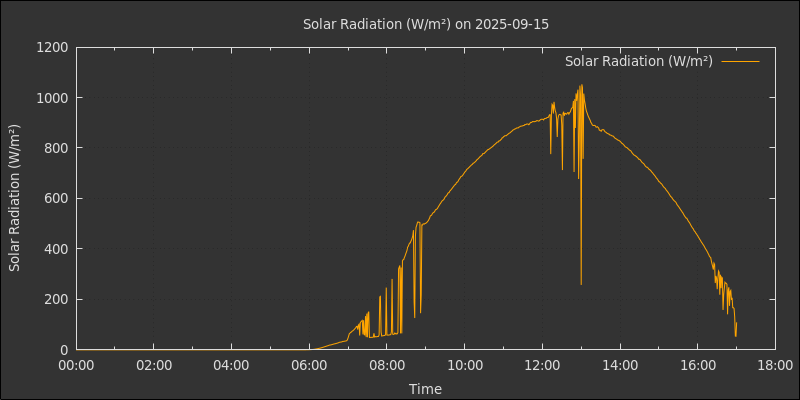 Solar Radiation (W/m²) on 2025-09-15
Solar Radiation (W/m²)
Solar Radiation (W/m²)
1200
1000
800
600
400
200
0
00:00 02:00 04:00 06:00 08:00 10:00 12:00 14:00 16:00 18:00
Time